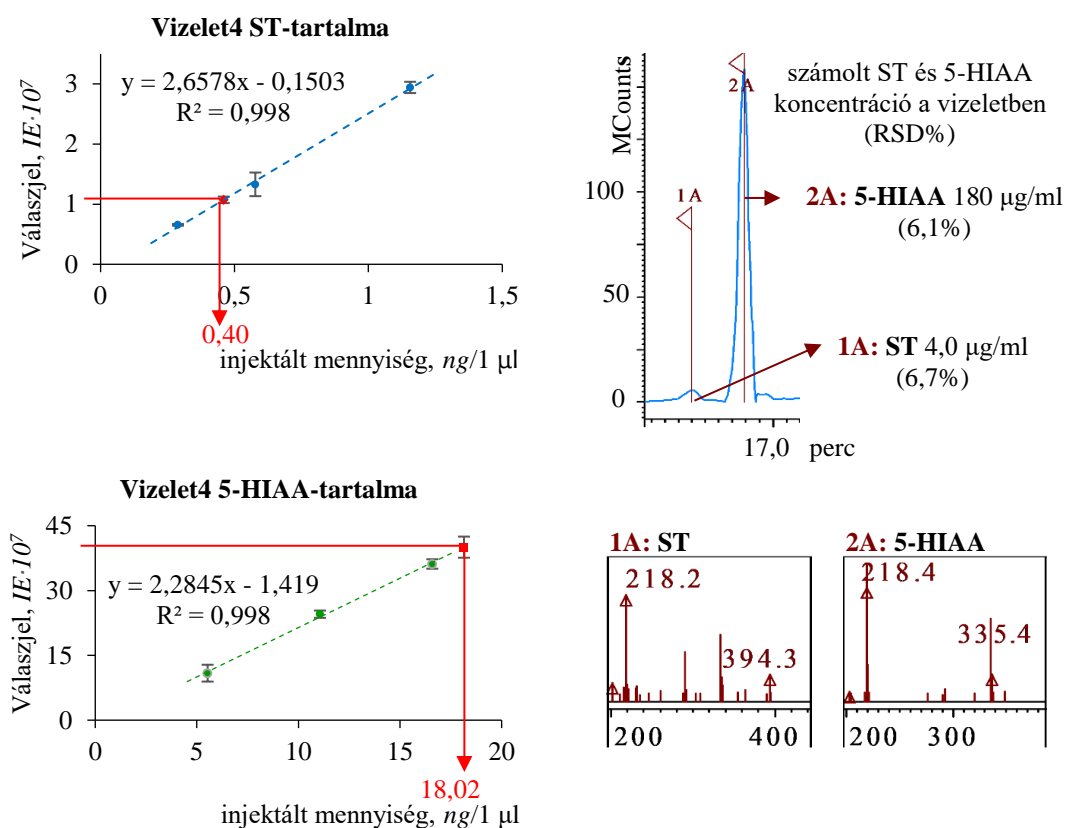 Vizelet4 ST-tartalma
Válaszjel, IE·10⁷
3
2
1
0
y = 2,6578x - 0,1503
R² = 0,998
0
0,5
1
1,5
0,40
injektált mennyiség, ng/1 µl
MCounts
100
50
0
1A
2A
17,0 perc
számolt ST és 5-HIAA
koncentráció a vizeletben
(RSD%)
2A: 5-HIAA 180 µg/ml
(6,1%)
1A: ST 4,0 µg/ml
(6,7%)
Vizelet4 5-HIAA-tartalma
Válaszjel, IE·10⁷
45
30
15
0
y = 2,2845x - 1,419
R² = 0,998
0
5
10
15
20
18,02
injektált mennyiség, ng/1 µl
1A: ST
218.2
394.3
200
400
2A: 5-HIAA
218.4
335.4
200
300